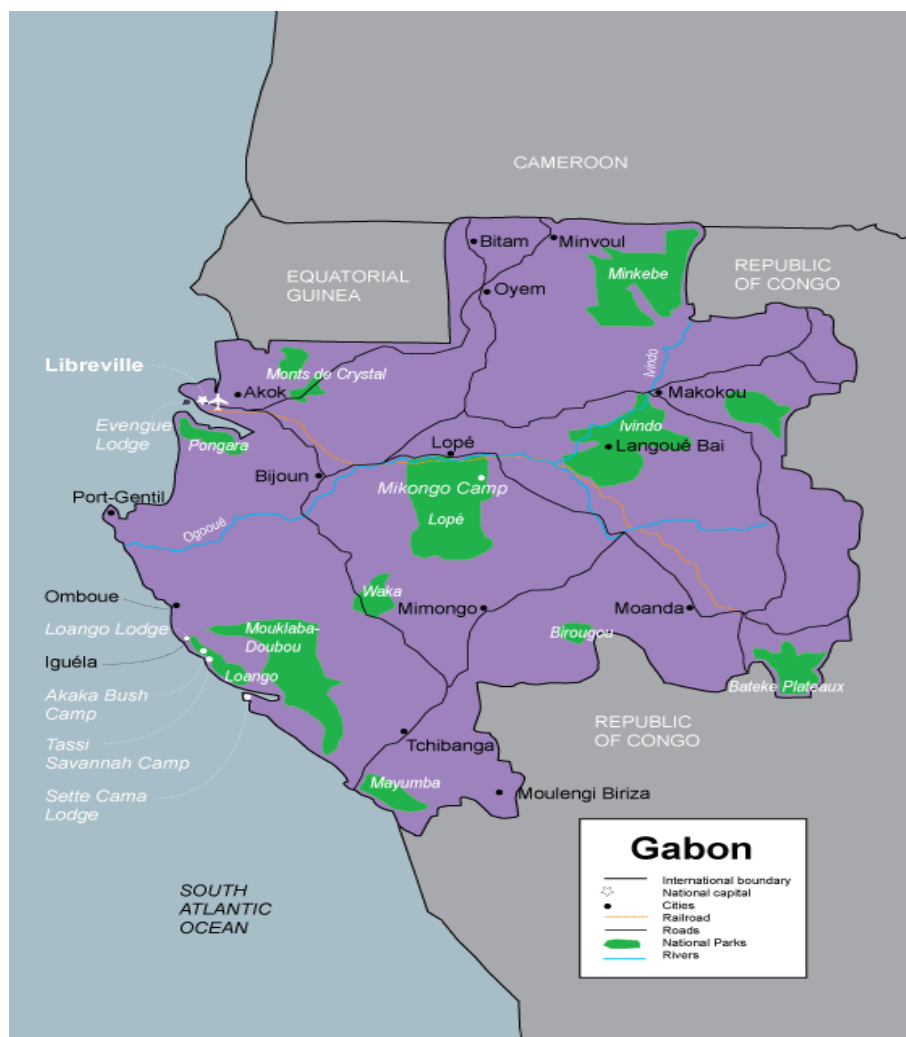 CAMEROON
Bitam
Minvoul
EQUATORIAL
GUINEA
Minkebe
REPUBLIC
OF CONGO
Oyem
Libreville
Monts de Crystal
Ivindo
Akok
Makokou
Evengue
Lodge
Pongara
Ivindo
Lopé
Langoué Bai
Bijoun
Mikongo Camp
Port-Gentil
Lopé
Ogooué
Omboue
Waka
Mimongo
Moanda
Loango Lodge
Mouklaba-
Doubou
Birougou
Iguéla
Loango
Bateke Plateaux
Akaka Bush
Camp
REPUBLIC
OF CONGO
Tassi
Savannah Camp
Tchibanga
Sette Cama
Lodge
Mayumba
Moulengi Biriza
SOUTH
ATLANTIC
OCEAN
Gabon
International boundary
National capital
Cities
Railroad
Roads
National Parks
Rivers